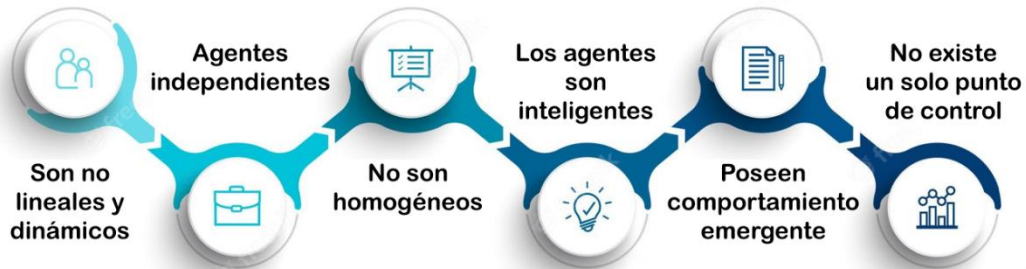 Son no
lineales y
dinámicos
Agentes
independientes
No son
homogéneos
Los agentes
son
inteligentes
Poseen
comportamiento
emergente
No existe
un solo punto
de control